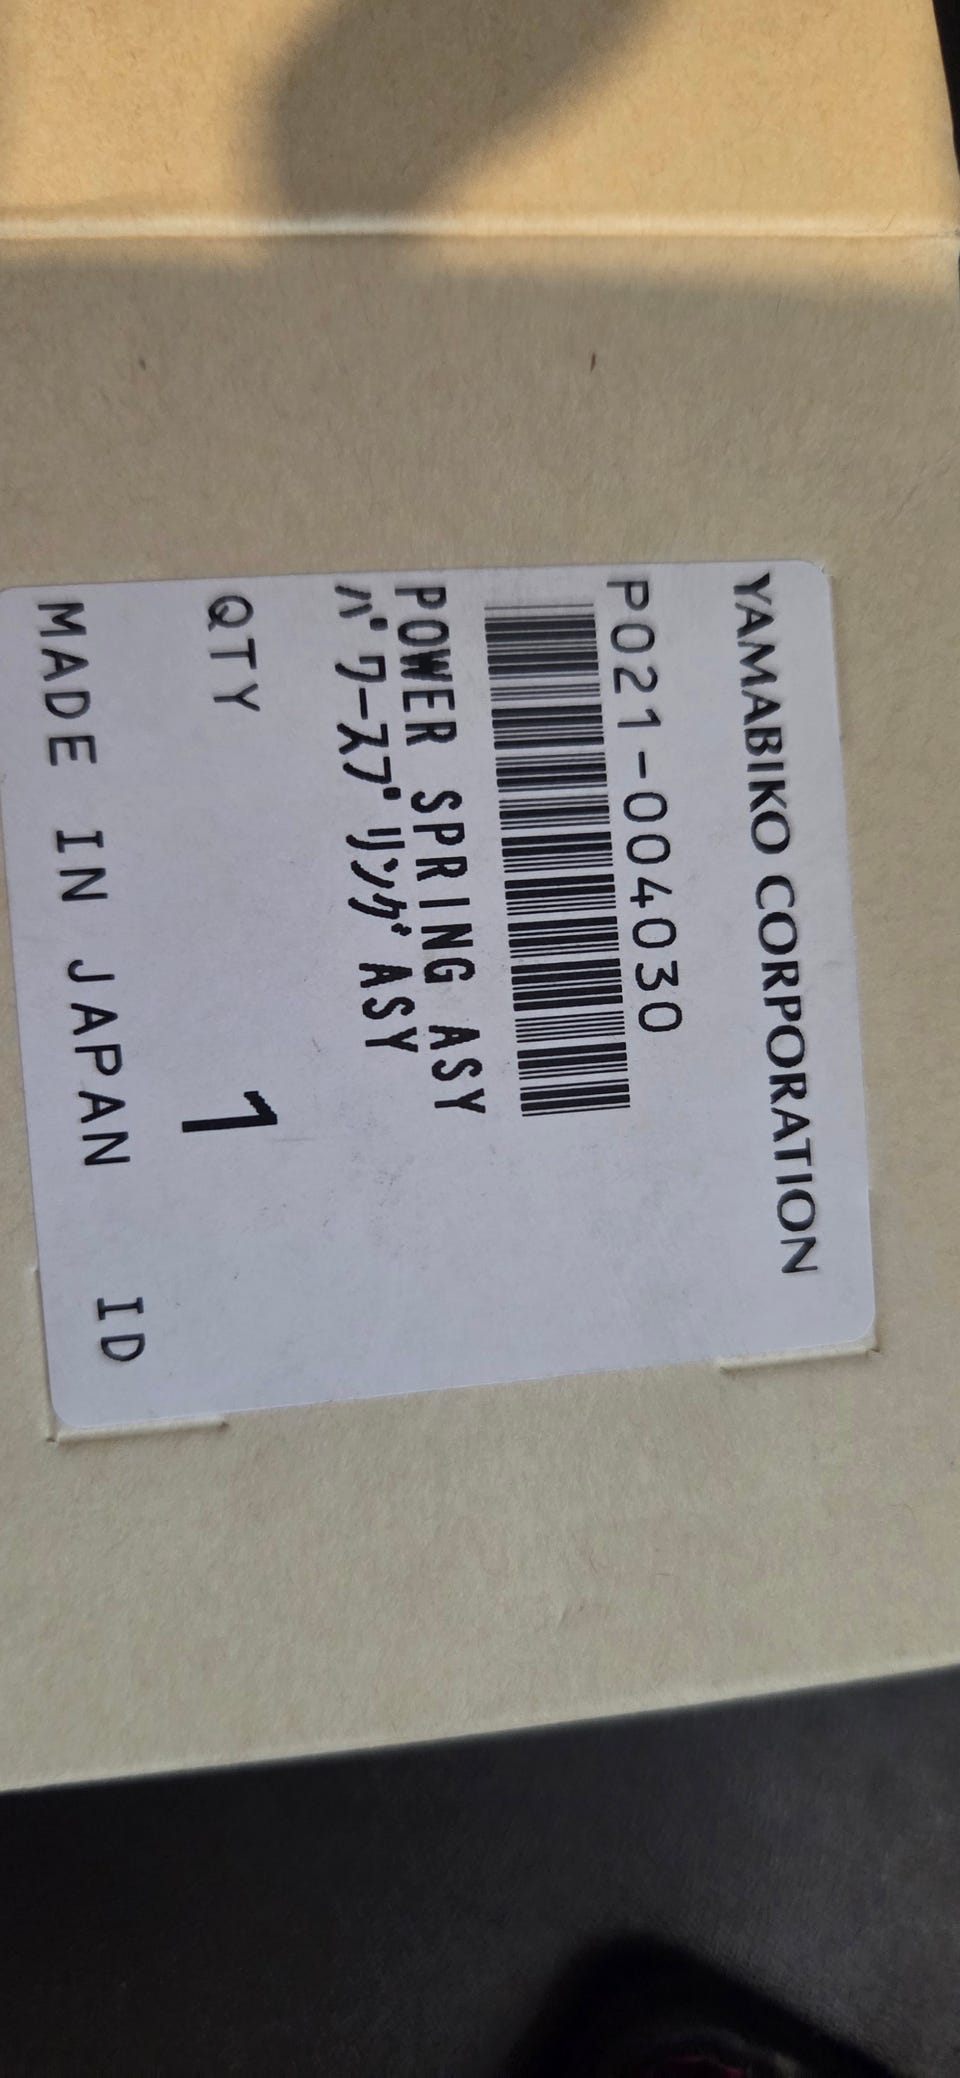 YAMABIKO CORPORATION
P021-004030
POWER SPRING ASY
パワースプリング ASY
QTY 1
MADE IN JAPAN ID